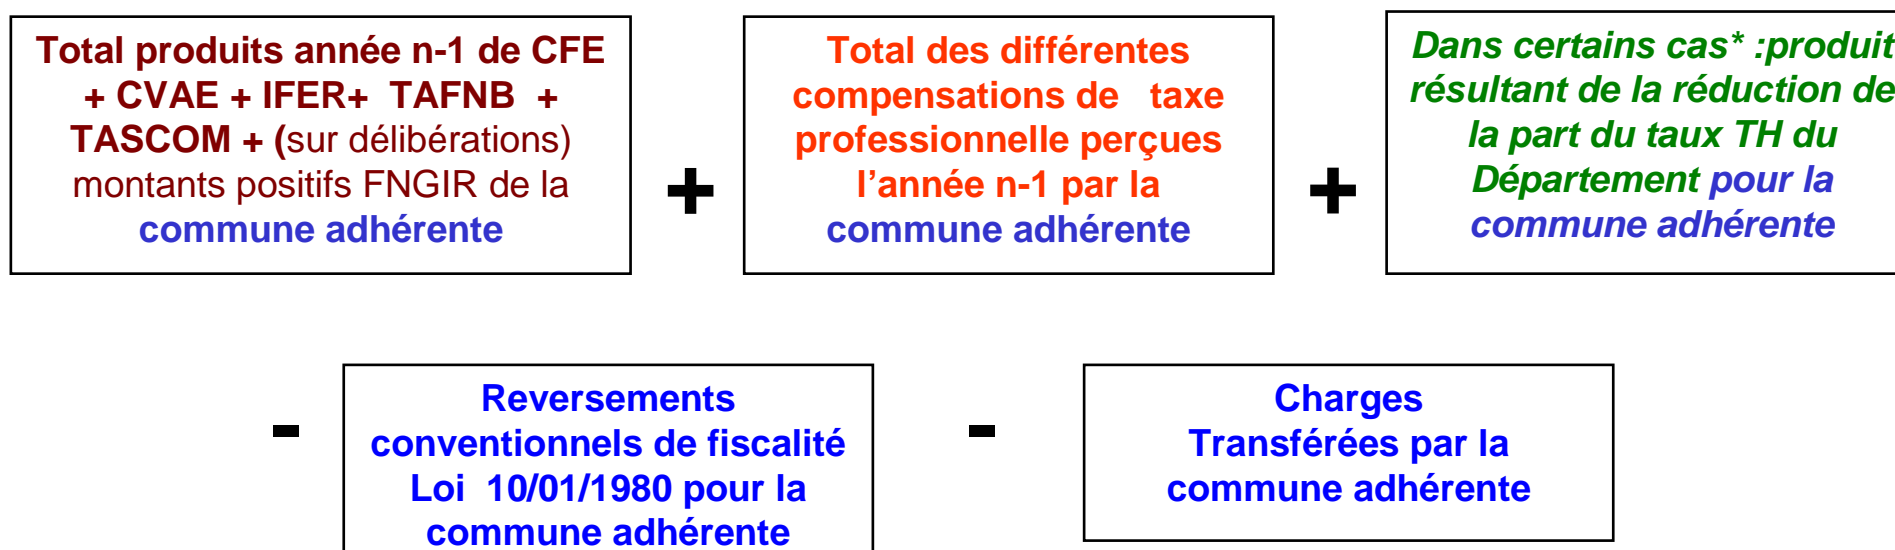 Total produits année n-1 de CFE
+ CVAE + IFER+ TAFNB +
TASCOM + (sur délibérations)
montants positifs FNGIR de la
commune adhérente
+
Total des différentes
compensations de taxe
professionnelle perçues
l'année n-1 par la
commune adhérente
+
Dans certains cas* :produit
résultant de la réduction de
la part du taux TH du
Département pour la
commune adhérente
-
Reversements
conventionnels de fiscalité
Loi 10/01/1980 pour la
commune adhérente
-
Charges
Transférées par la
commune adhérente